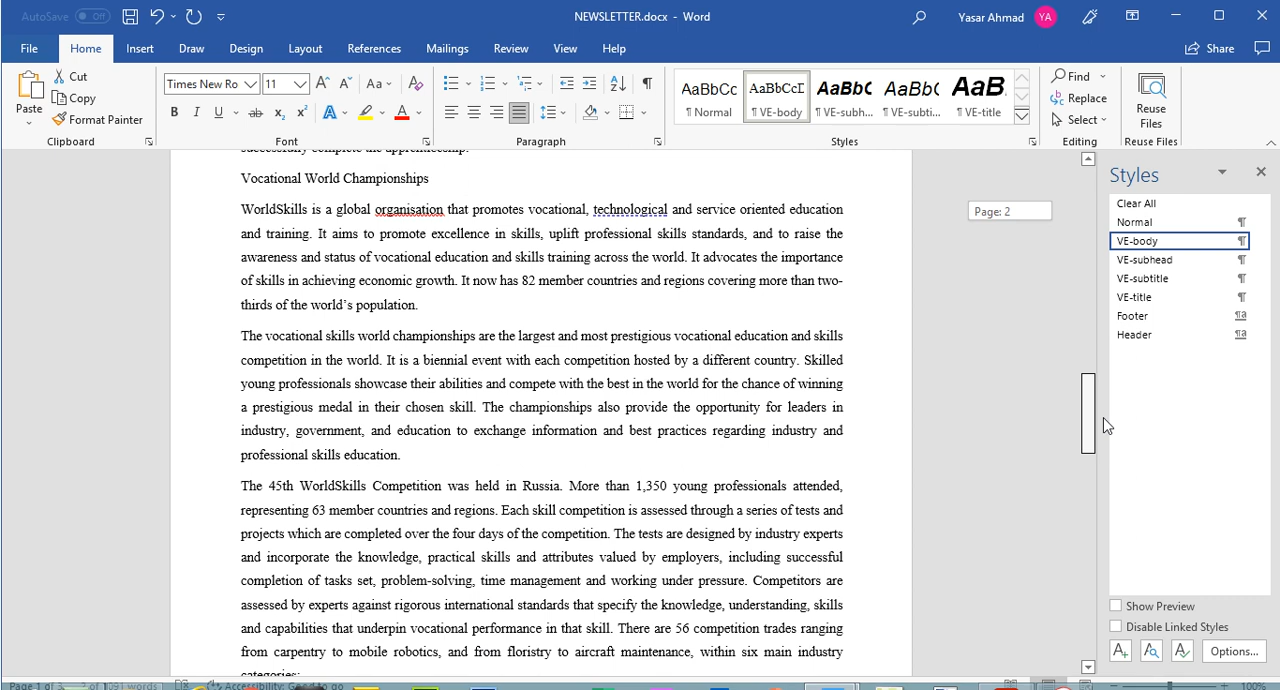 AutoSave Off NEWSLETTER.docx - Word Yasar Ahmad YA
File Home Insert Draw Design Layout References Mailings Review View Help Share
Paste Cut Copy Format Painter
Times New Ro 11 Aa
B I U ab x₂ x² A A
AaBbCc ¶ Normal AaBbCcI ¶ VE-body AaBbC ¶ VE-subh... AaBbC ¶ VE-subti... AaB ¶ VE-title
Find Replace Select
Reuse Files
Clipboard Font Paragraph Styles Editing Reuse Files
successfully complete the apprenticeship.
Vocational World Championships
WorldSkills is a global organisation that promotes vocational, technological and service oriented education
and training. It aims to promote excellence in skills, uplift professional skills standards, and to raise the
awareness and status of vocational education and skills training across the world. It advocates the importance
of skills in achieving economic growth. It now has 82 member countries and regions covering more than two-
thirds of the world's population.
The vocational skills world championships are the largest and most prestigious vocational education and skills
competition in the world. It is a biennial event with each competition hosted by a different country. Skilled
young professionals showcase their abilities and compete with the best in the world for the chance of winning
a prestigious medal in their chosen skill. The championships also provide the opportunity for leaders in
industry, government, and education to exchange information and best practices regarding industry and
professional skills education.
The 45th WorldSkills Competition was held in Russia. More than 1,350 young professionals attended,
representing 63 member countries and regions. Each skill competition is assessed through a series of tests and
projects which are completed over the four days of the competition. The tests are designed by industry experts
and incorporate the knowledge, practical skills and attributes valued by employers, including successful
completion of tasks set, problem-solving, time management and working under pressure. Competitors are
assessed by experts against rigorous international standards that specify the knowledge, understanding, skills
and capabilities that underpin vocational performance in that skill. There are 56 competition trades ranging
from carpentry to mobile robotics, and from floristry to aircraft maintenance, within six main industry
categories:
Page: 2
Styles
Clear All
Normal
VE-body
VE-subhead
VE-subtitle
VE-title
Footer
Header
Show Preview
Disable Linked Styles
Options...
Accessibility: Good to go 100%